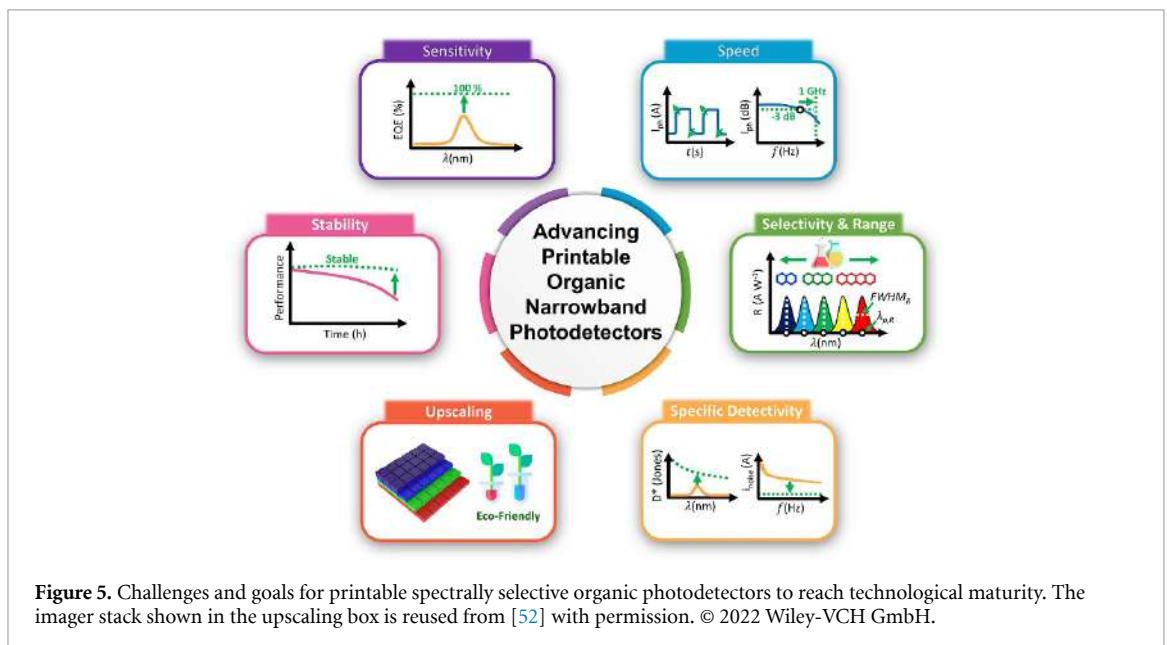 Sensitivity
100 %
EQE (%)
λ(nm)
Speed
I_ph (A)
t(s)
1 GHz
-3 dB
I_ph (dB)
f(Hz)
Stability
Stable
Performance
Time (h)
Advancing
Printable
Organic
Narrowband
Photodetectors
Selectivity & Range
R (A W⁻¹)
FWHM_R
λ_p,R
λ(nm)
Upscaling
Eco-Friendly
Specific Detectivity
D* (Jones)
λ(nm)
i_noise (A)
f(Hz)
Figure 5. Challenges and goals for printable spectrally selective organic photodetectors to reach technological maturity. The
imager stack shown in the upscaling box is reused from [52] with permission. © 2022 Wiley-VCH GmbH.